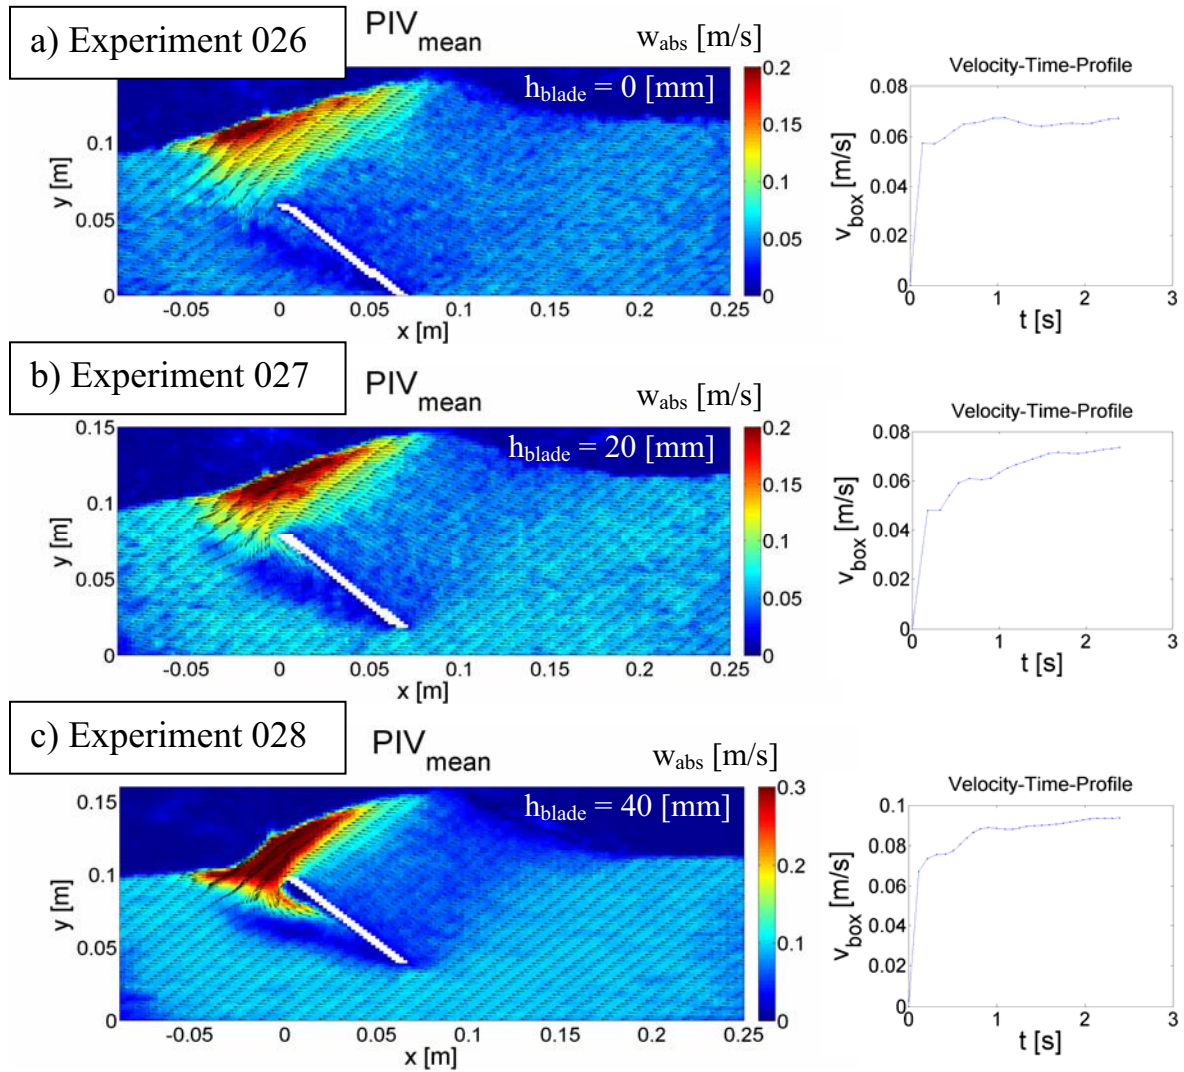 a) Experiment 026
PIVmean
wabs [m/s]
hblade = 0 [mm]
y [m]
0.1
0.05
0
-0.05
0
0.05
0.1
0.15
0.2
0.25
x [m]
0.2
0.15
0.1
0.05
0
Velocity-Time-Profile
vbox [m/s]
0.08
0.06
0.04
0.02
0
0
1
2
3
t [s]
b) Experiment 027
PIVmean
wabs [m/s]
hblade = 20 [mm]
y [m]
0.15
0.1
0.05
0
-0.05
0
0.05
0.1
0.15
0.2
0.25
x [m]
0.2
0.15
0.1
0.05
0
Velocity-Time-Profile
vbox [m/s]
0.08
0.06
0.04
0.02
0
0
1
2
3
t [s]
c) Experiment 028
PIVmean
wabs [m/s]
hblade = 40 [mm]
y [m]
0.15
0.1
0.05
0
-0.05
0
0.05
0.1
0.15
0.2
0.25
x [m]
0.3
0.2
0.1
0
Velocity-Time-Profile
vbox [m/s]
0.1
0.08
0.06
0.04
0.02
0
0
1
2
3
t [s]